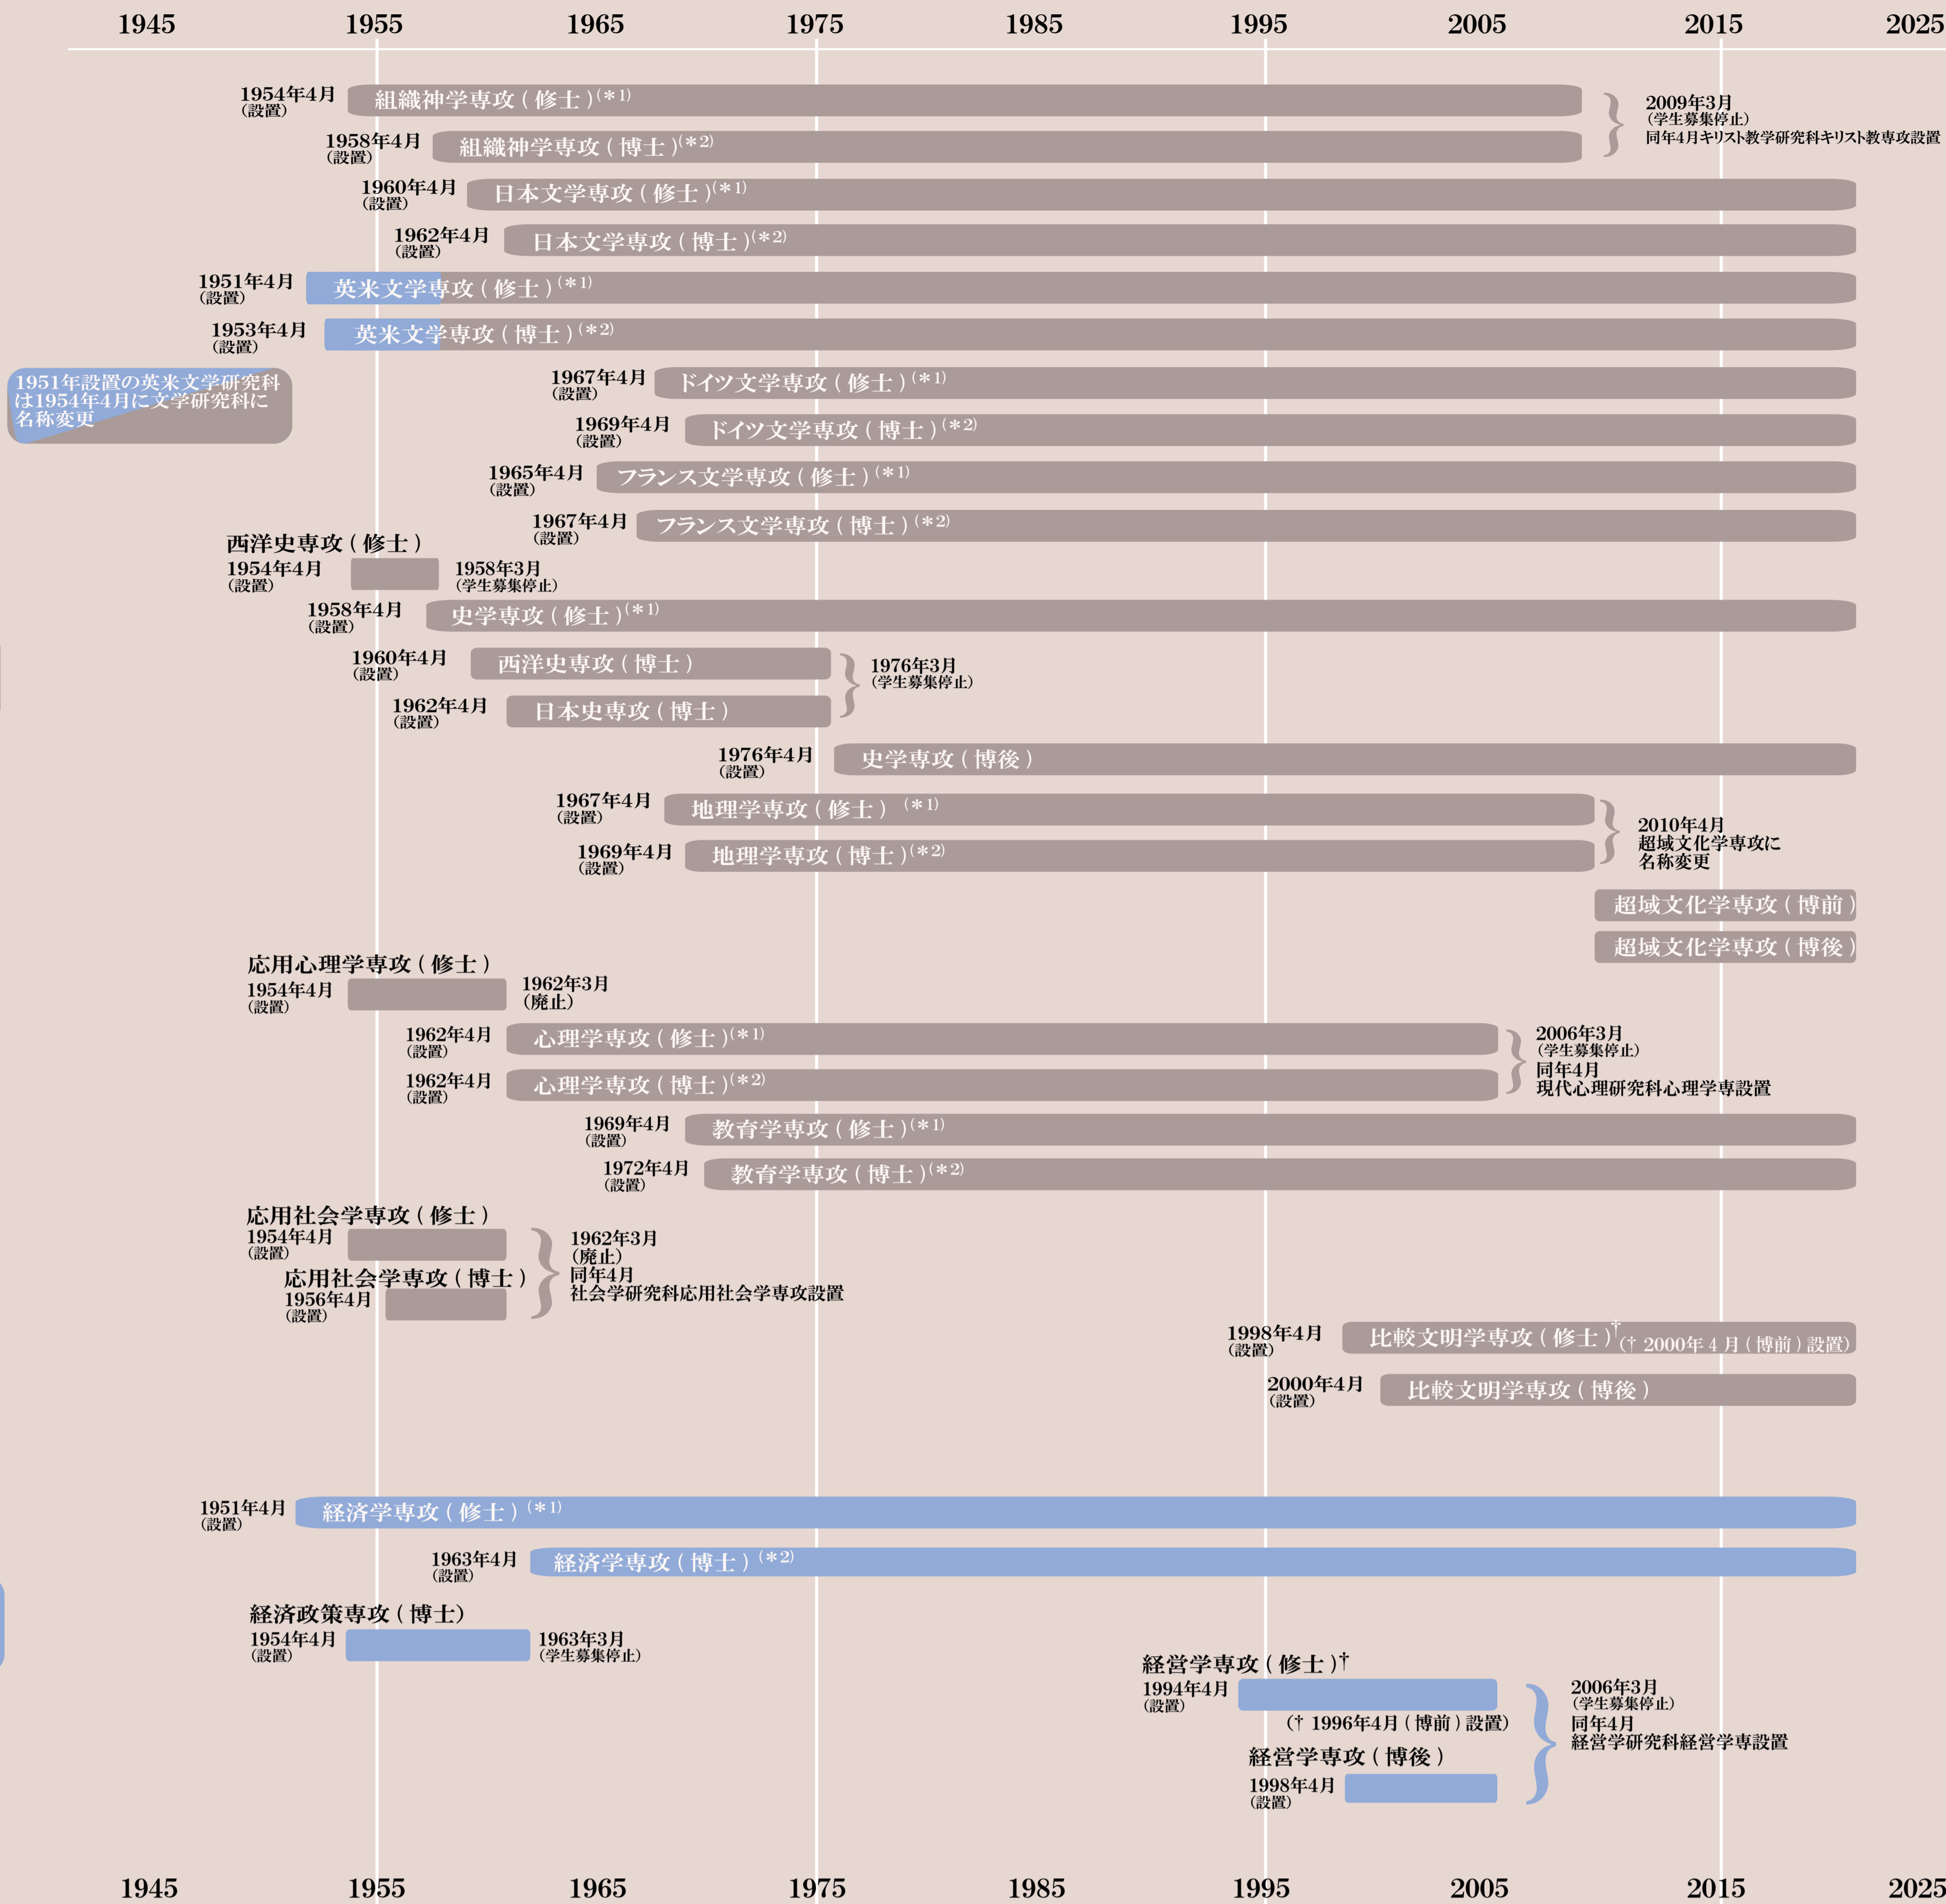 1945 1955 1965 1975 1985 1995 2005 2015 2025
1954年4月
(設置)
組織神学専攻(修士)(*1)
1958年4月
(設置)
組織神学専攻(博士)(*2)
2009年3月
(学生募集停止)
同年4月キリスト教学研究科キリスト教専攻設置
1960年4月
(設置)
日本文学専攻(修士)(*1)
1962年4月
(設置)
日本文学専攻(博士)(*2)
1951年4月
(設置)
英米文学専攻(修士)(*1)
1953年4月
(設置)
英米文学専攻(博士)(*2)
1951年設置の英米文学研究科
は1954年4月に文学研究科に
名称変更
1967年4月
(設置)
ドイツ文学専攻(修士)(*1)
1969年4月
(設置)
ドイツ文学専攻(博士)(*2)
1965年4月
(設置)
フランス文学専攻(修士)(*1)
1967年4月
(設置)
フランス文学専攻(博士)(*2)
西洋史専攻(修士)
1954年4月
(設置)
1958年3月
(学生募集停止)
1958年4月
(設置)
史学専攻(修士)(*1)
1960年4月
(設置)
西洋史専攻(博士)
1962年4月
(設置)
日本史専攻(博士)
1976年3月
(学生募集停止)
1976年4月
(設置)
史学専攻(博後)
1967年4月
(設置)
地理学専攻(修士) (*1)
1969年4月
(設置)
地理学専攻(博士)(*2)
2010年4月
超域文化学専攻に
名称変更
超域文化学専攻(博前)
超域文化学専攻(博後)
応用心理学専攻(修士)
1954年4月
(設置)
1962年3月
(廃止)
1962年4月
(設置)
心理学専攻(修士)(*1)
1962年4月
(設置)
心理学専攻(博士)(*2)
2006年3月
(学生募集停止)
同年4月
現代心理研究科心理学専設置
1969年4月
(設置)
教育学専攻(修士)(*1)
1972年4月
(設置)
教育学専攻(博士)(*2)
応用社会学専攻(修士)
1954年4月
(設置)
応用社会学専攻(博士)
1956年4月
(設置)
1962年3月
(廃止)
同年4月
社会学研究科応用社会学専攻設置
1998年4月
(設置)
比較文明学専攻(修士)†
(† 2000年4月(博前)設置)
2000年4月
(設置)
比較文明学専攻(博後)
1951年4月
(設置)
経済学専攻(修士)(*1)
1963年4月
(設置)
経済学専攻(博士)(*2)
経済政策専攻(博士)
1954年4月
(設置)
1963年3月
(学生募集停止)
経営学専攻(修士)†
1994年4月
(設置)
(† 1996年4月(博前)設置)
経営学専攻(博後)
1998年4月
(設置)
2006年3月
(学生募集停止)
同年4月
経営学研究科経営学専設置
1945 1955 1965 1975 1985 1995 2005 2015 2025